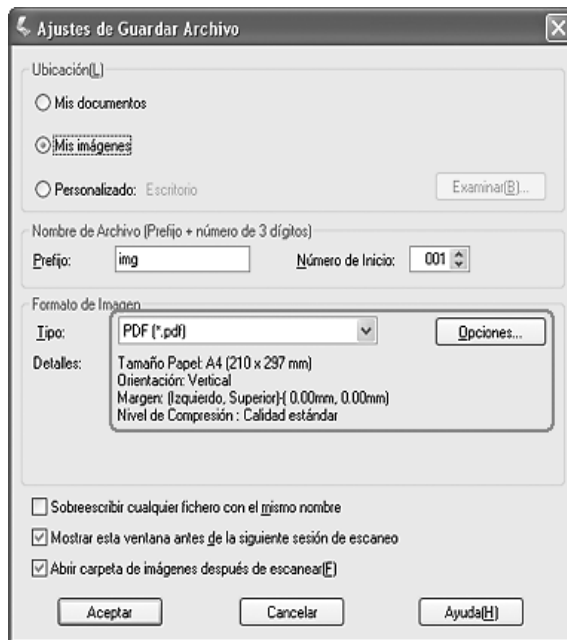 Ajustes de Guardar Archivo
Ubicación(L)
Mis documentos
Mis imágenes
Personalizado: Escritorio Examinar(B)...
Nombre de Archivo (Prefijo + número de 3 dígitos)
Prefijo: img Número de Inicio: 001
Formato de Imagen
Tipo: PDF (*.pdf) Opciones...
Detalles: Tamaño Papel: A4 (210 x 297 mm)
Orientación: Vertical
Margen: (Izquierdo, Superior)-( 0.00mm, 0.00mm)
Nivel de Compresión : Calidad estándar
Sobreescribir cualquier fichero con el mismo nombre
Mostrar esta ventana antes de la siguiente sesión de escaneo
Abrir carpeta de imágenes después de escanear(F)
Aceptar Cancelar Ayuda(H)